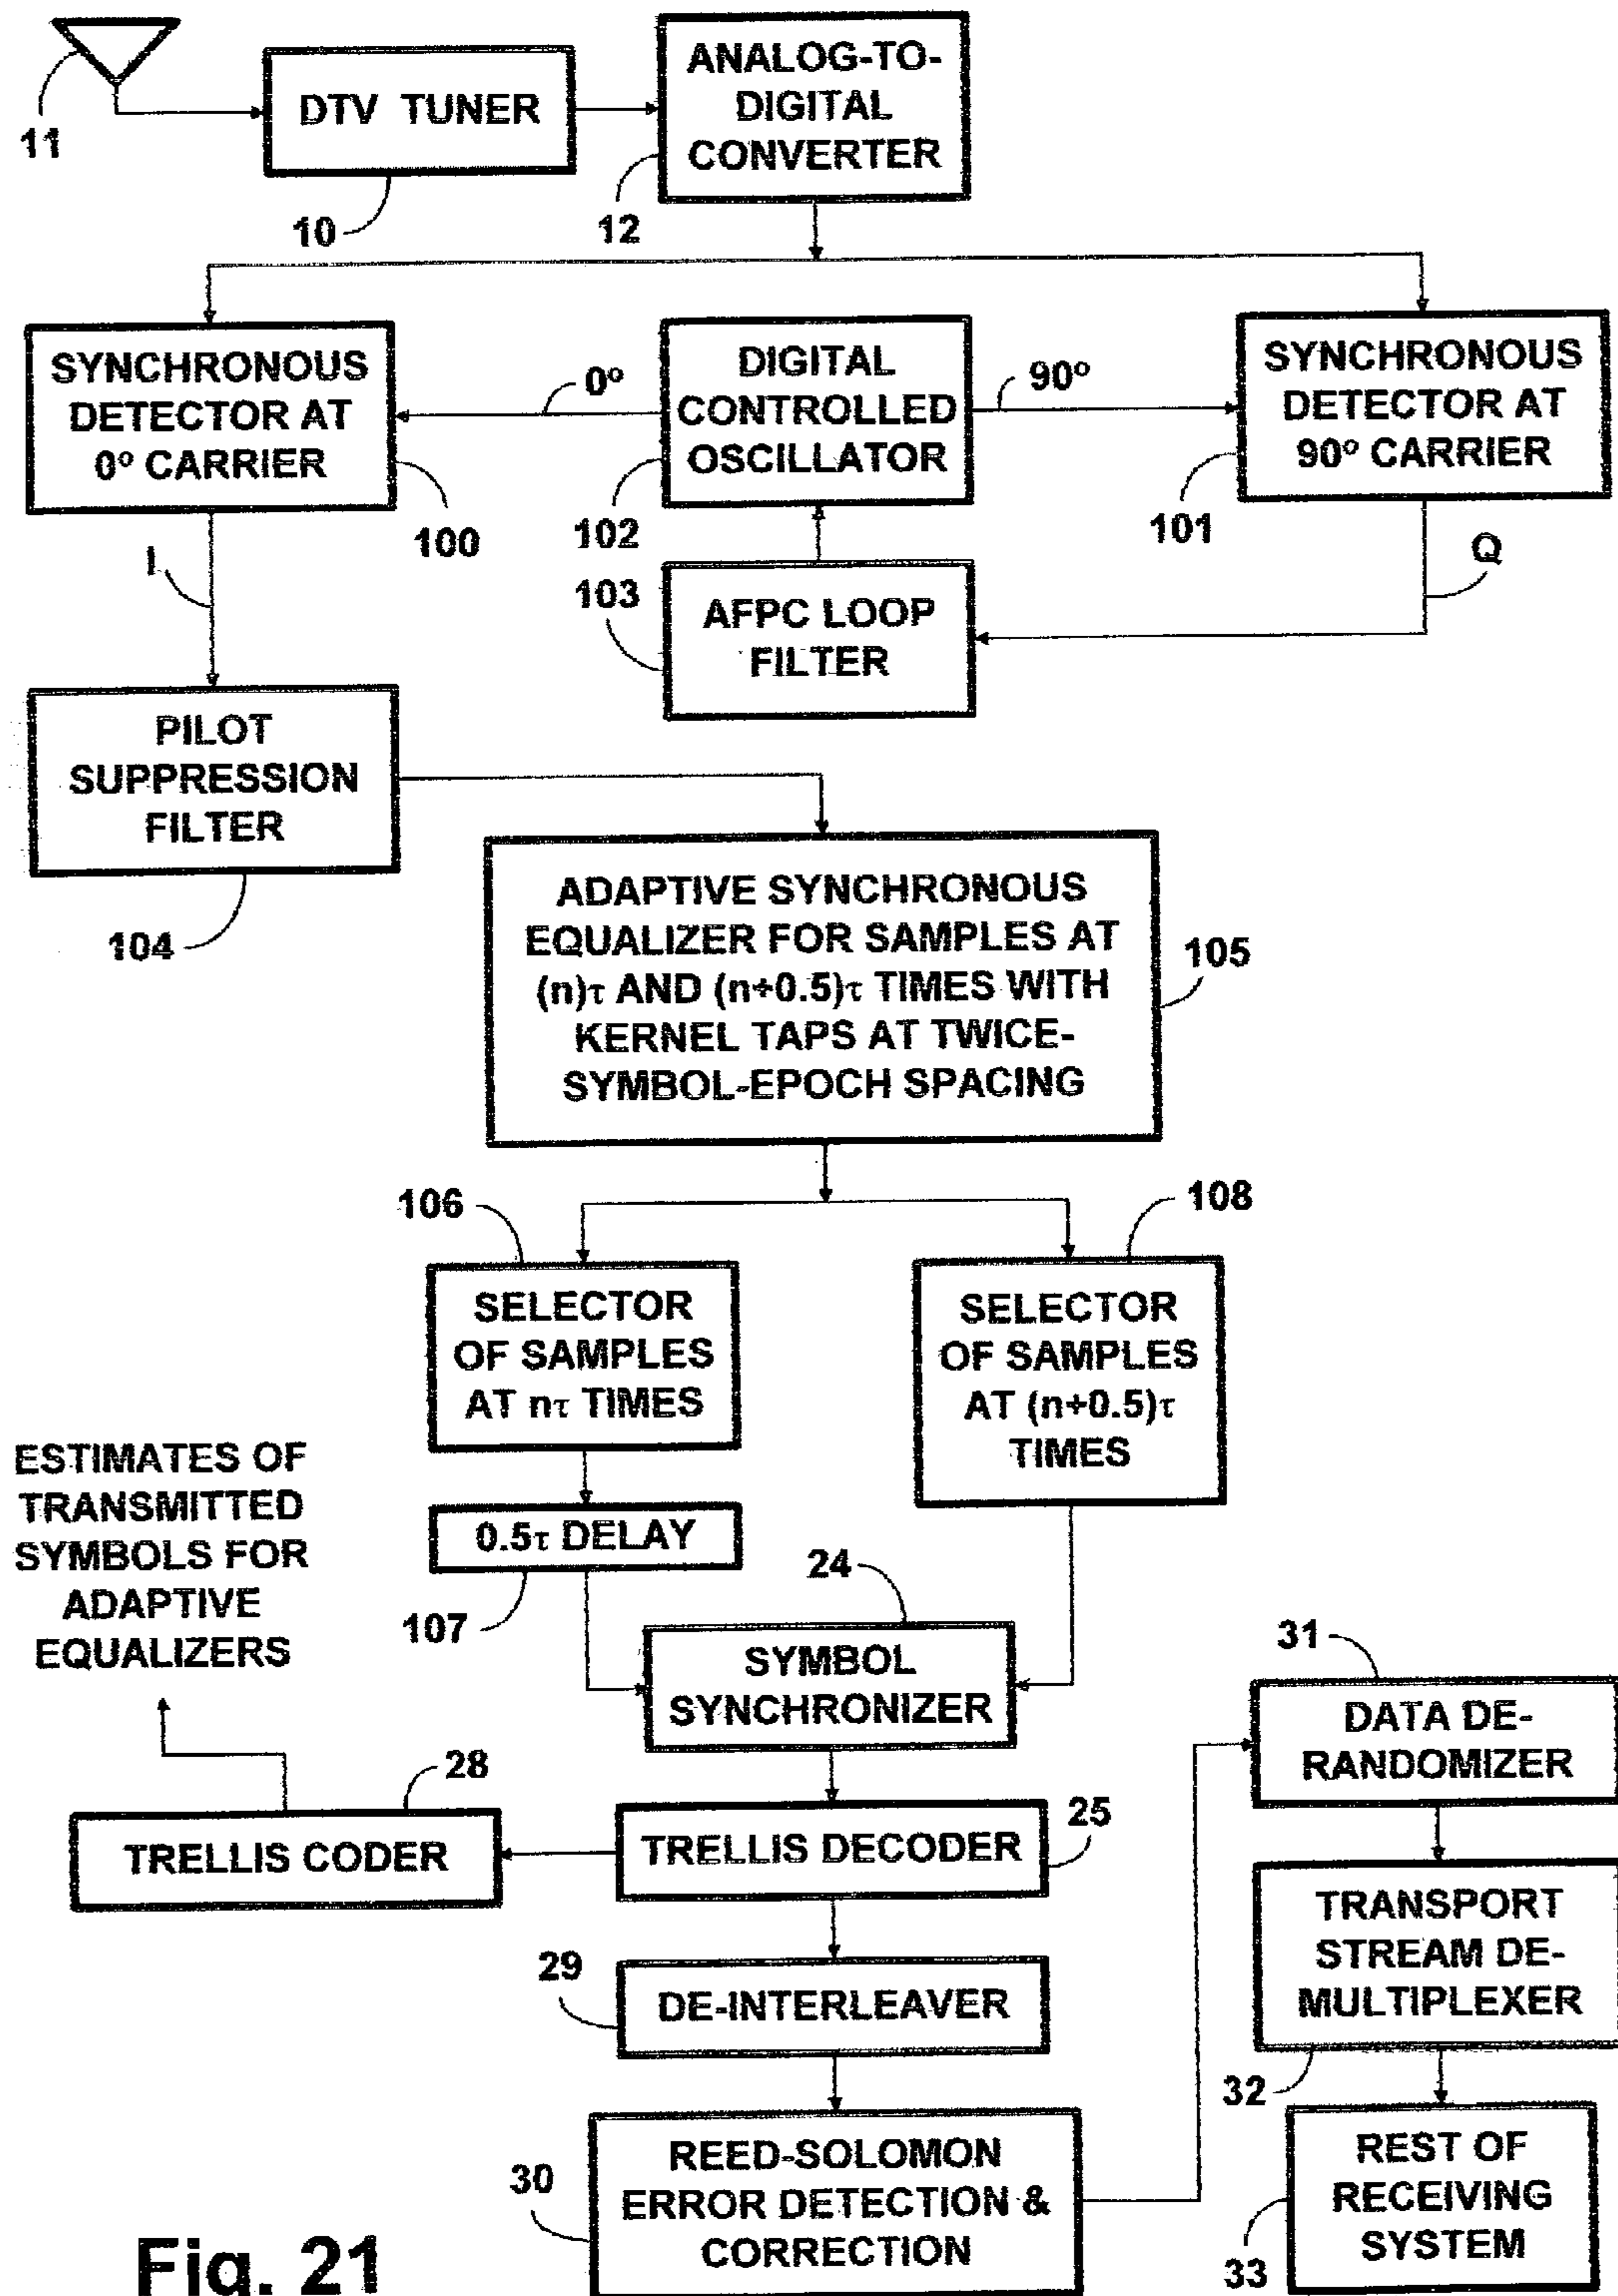 11
DTV TUNER
10
ANALOG-TO-
DIGITAL
CONVERTER
12
SYNCHRONOUS
DETECTOR AT
0º CARRIER
100
0º
DIGITAL
CONTROLLED
OSCILLATOR
102
90º
SYNCHRONOUS
DETECTOR AT
90º CARRIER
101
I
Q
103
AFPC LOOP
FILTER
PILOT
SUPPRESSION
FILTER
104
ADAPTIVE SYNCHRONOUS
EQUALIZER FOR SAMPLES AT
(n)τ AND (n+0.5)τ TIMES WITH
KERNEL TAPS AT TWICE-
SYMBOL-EPOCH SPACING
105
106
SELECTOR
OF SAMPLES
AT nτ TIMES
108
SELECTOR
OF SAMPLES
AT (n+0.5)τ
TIMES
0.5τ DELAY
107
ESTIMATES OF
TRANSMITTED
SYMBOLS FOR
ADAPTIVE
EQUALIZERS
24
SYMBOL
SYNCHRONIZER
28
TRELLIS CODER
TRELLIS DECODER
25
29
DE-INTERLEAVER
30
REED-SOLOMON
ERROR DETECTION &
CORRECTION
31
DATA DE-
RANDOMIZER
TRANSPORT
STREAM DE-
MULTIPLEXER
32
REST OF
RECEIVING
SYSTEM
33
Fig. 21